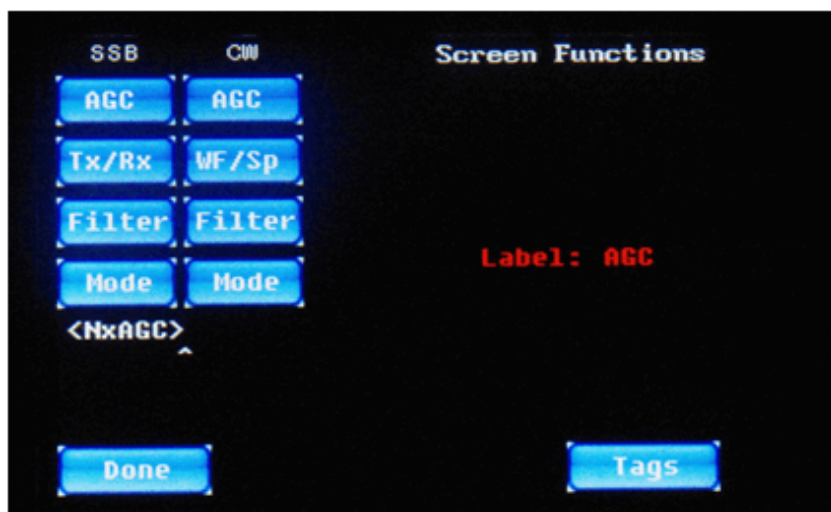 SSB CW Screen Functions
AGC AGC
Tx/Rx WF/Sp
Filter Filter
Label: AGC
Mode Mode
<NxAGC>
^
Done Tags